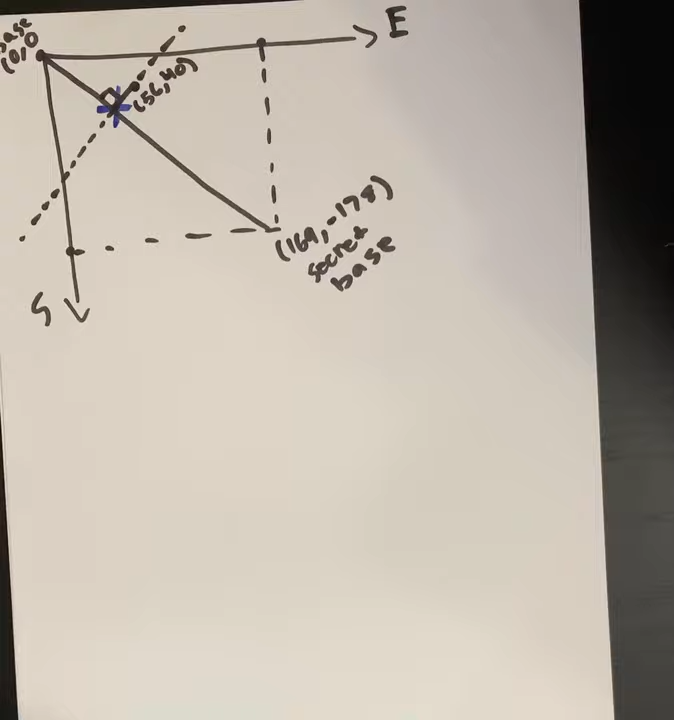 E
base
(0,0
(56,40)
(169,-178)
secret
base
S